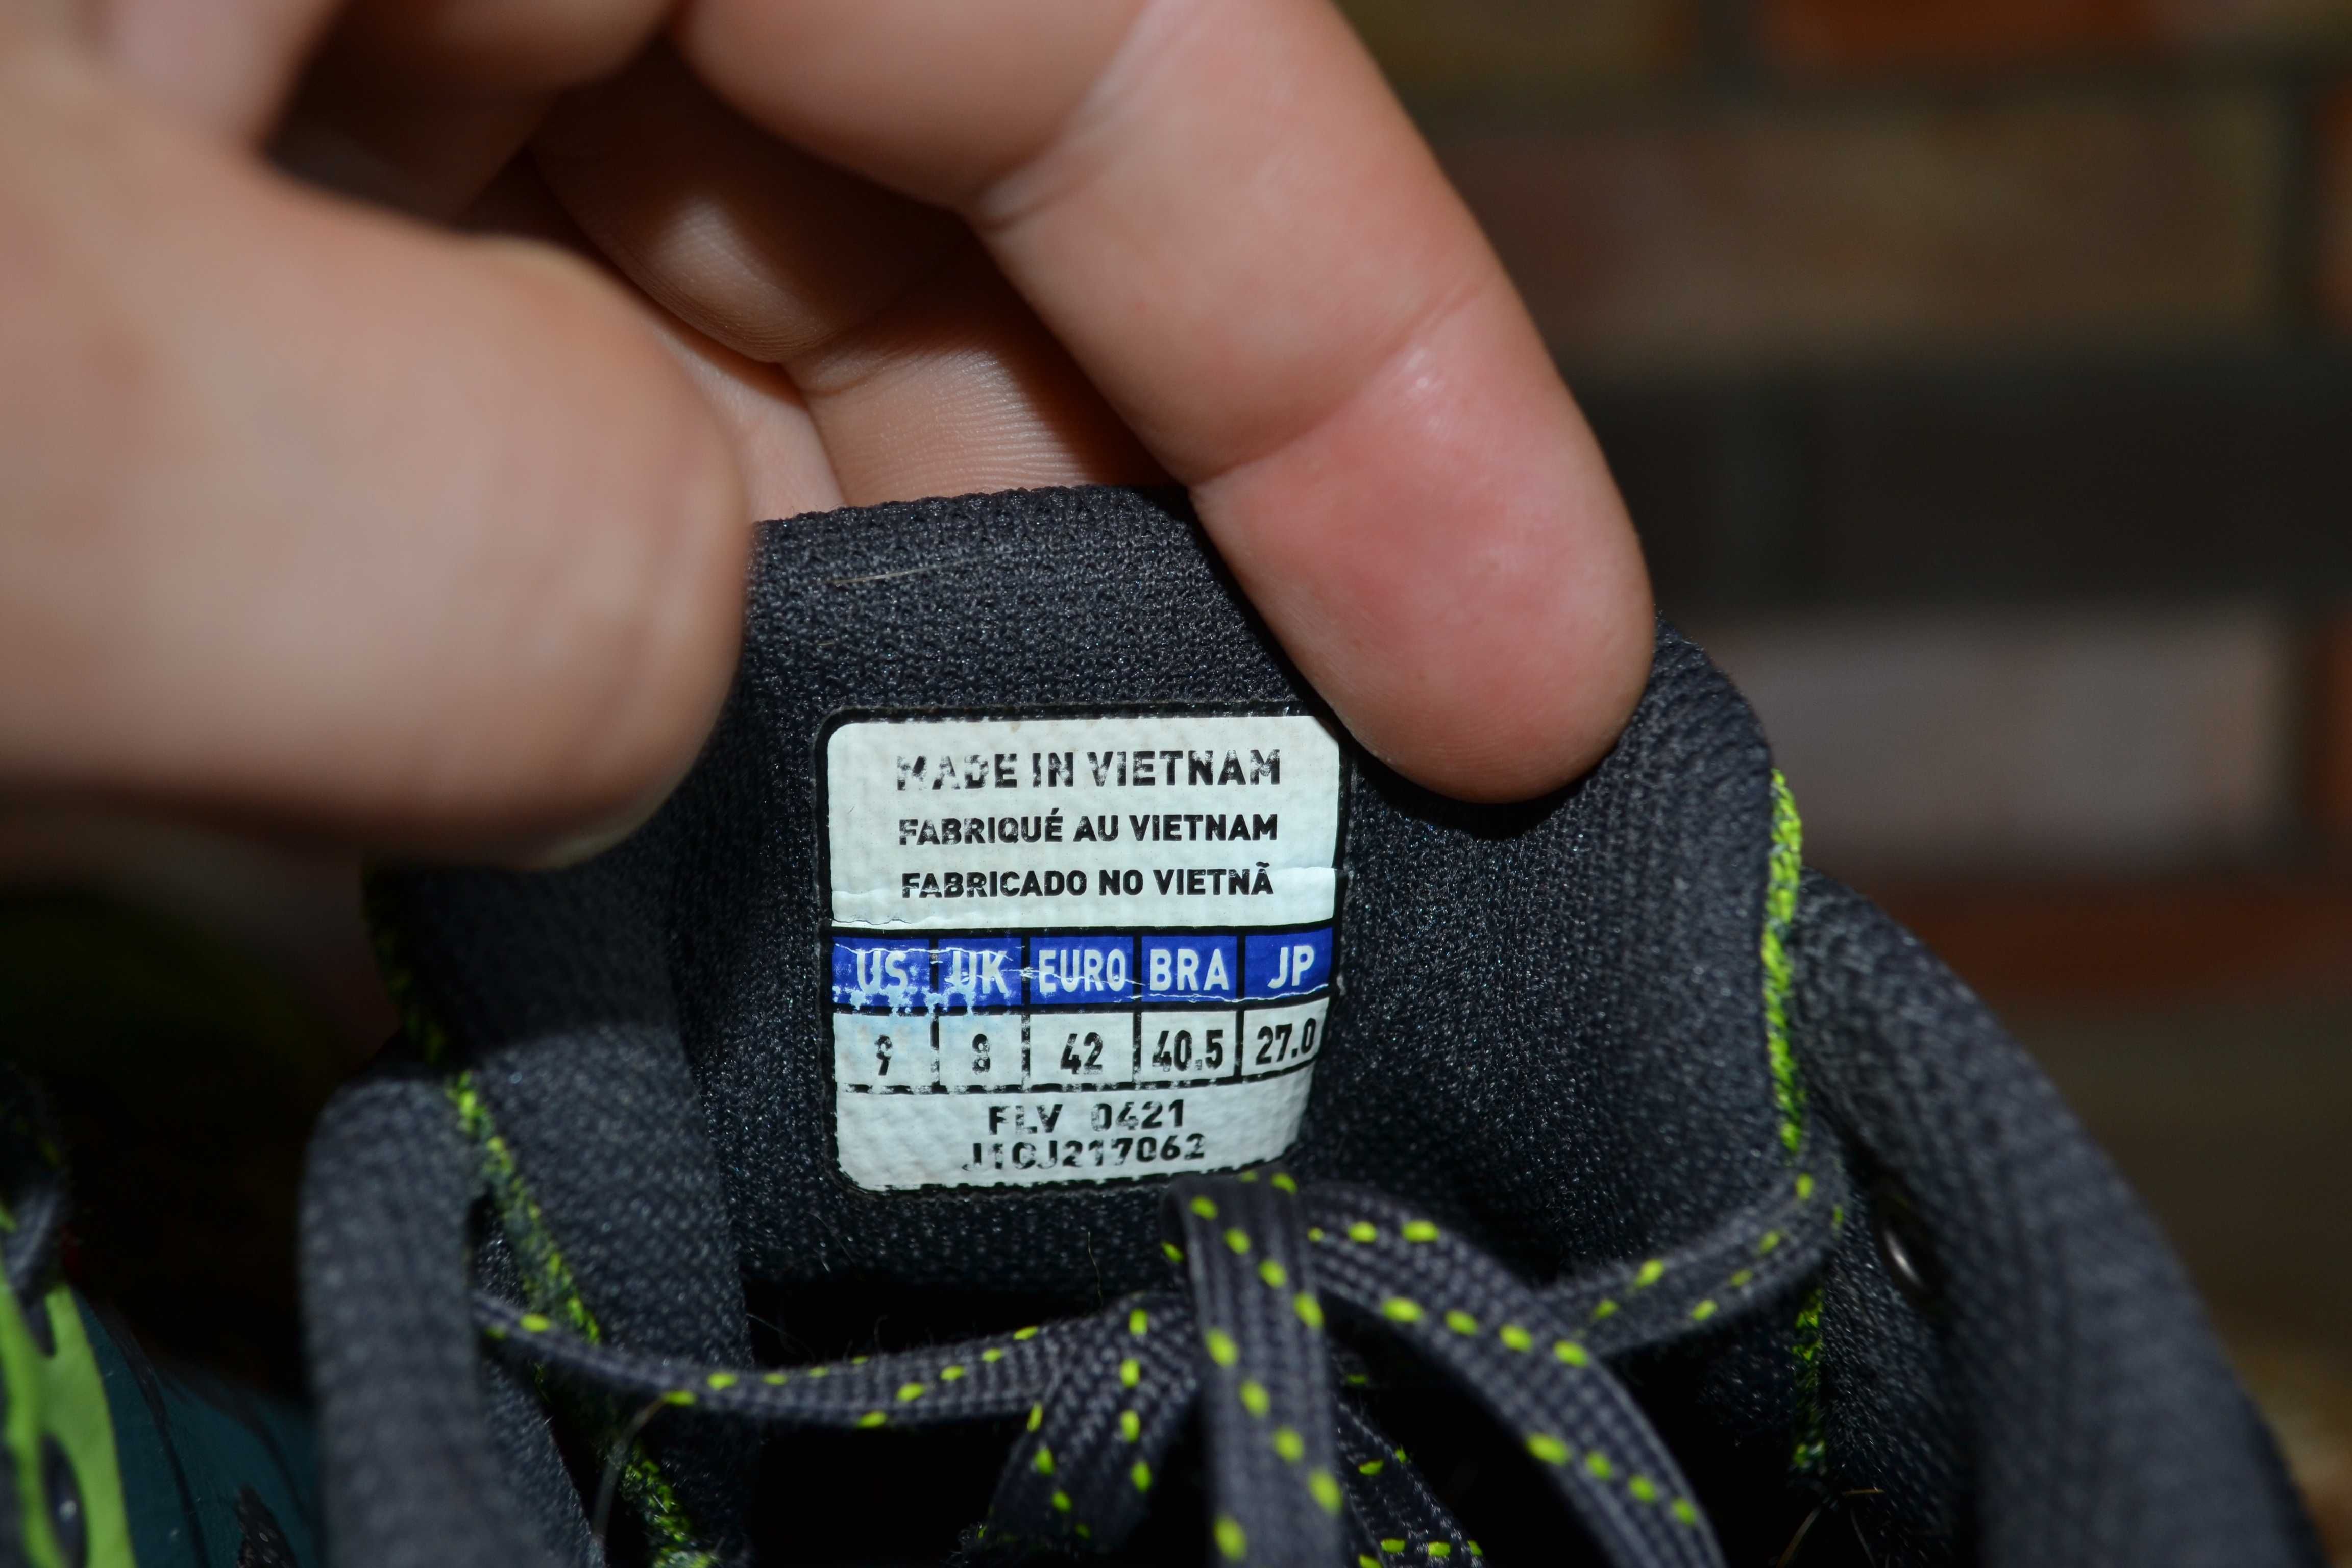 MADE IN VIETNAM
FABRIQUÉ AU VIETNAM
FABRICADO NO VIETNÃ
US UK EURO BRA JP
9 8 42 40.5 27.0
FLV 0421
J1CJ217062